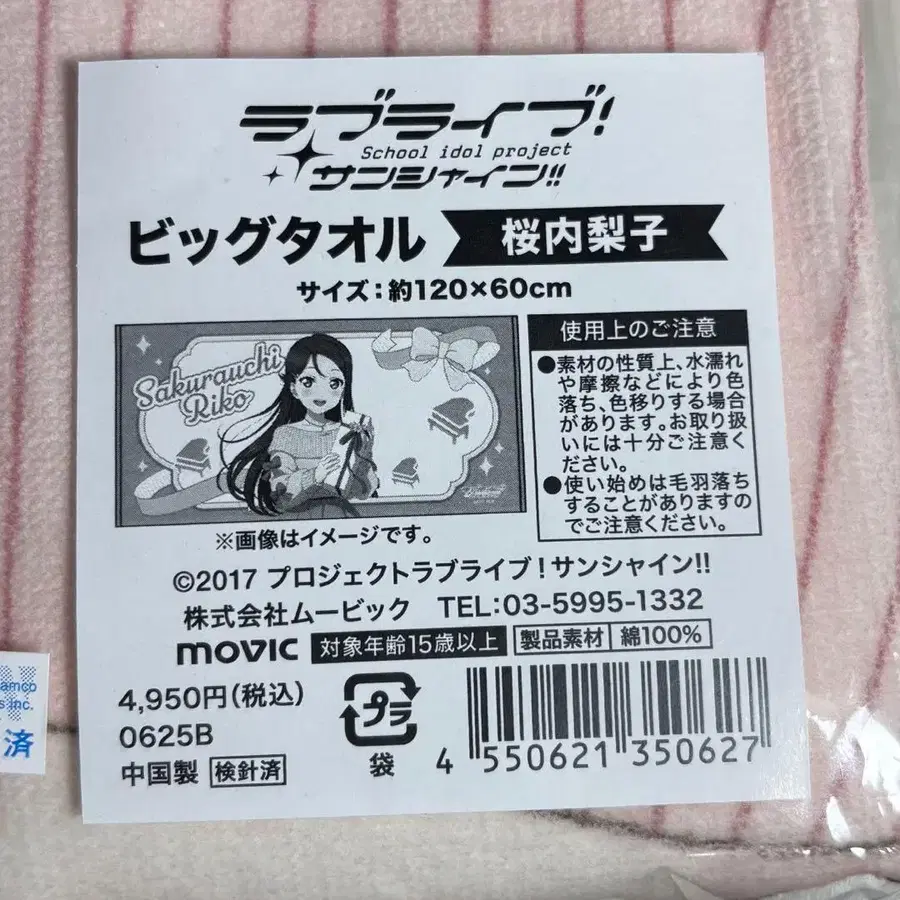 ラブライブ!
School idol project
サンシャイン!!
ビッグタオル 桜内梨子
サイズ:約120×60cm
Sakurauchi
Riko
※画像はイメージです。
使用上のご注意
●素材の性質上、水濡れ
や摩擦などにより色
落ち、色移りする場合
があります。お取り扱
いには十分ご注意く
ださい。
●使い始めは毛羽落ち
することがありますの
でご注意ください。
©2017 プロジェクトラブライブ!サンシャイン!!
株式会社ムービック TEL:03-5995-1332
movic 対象年齢15歳以上 製品素材 綿100%
4,950円(税込)
0625B
中国製 検針済
プラ
袋
4 550621 350627
amco
s Inc.
済